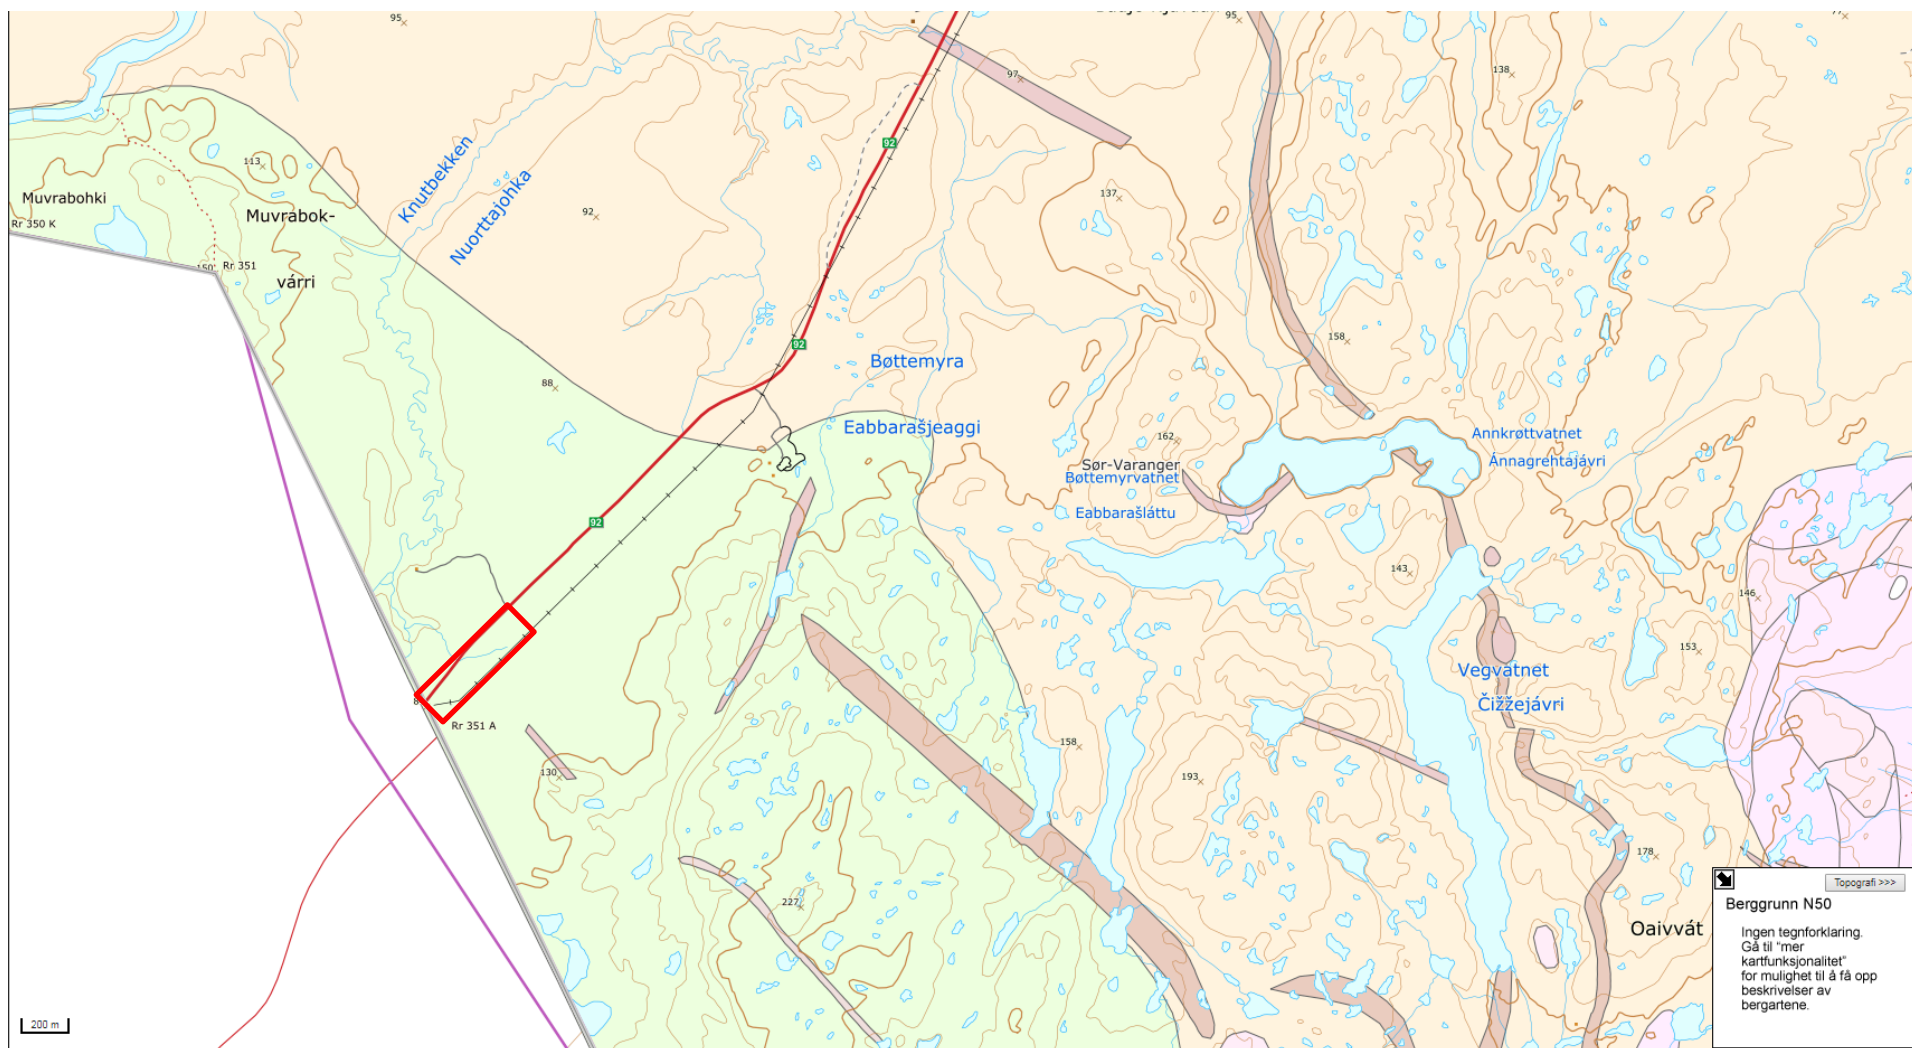 95
95
77
138
97
92
113
Knutbekken
137
Muvrabohki
Nuorttajohka
Muvrabok-
92
Rr 350 K
150
Rr 351
várri
92
158
Bøttemyra
88
Eabbarašjeaggi
162
Annkrøttvatnet
Ánnagrehtajávri
Sør-Varanger
Bøttemyrvatnet
Eabbarašláttu
92
143
146
153
Vegvatnet
Čižžejávri
8
Rr 351 A
158
130
193
178
227
Oaivvát
Topografi >>>
Berggrunn N50
Ingen tegnforklaring.
Gå til "mer
kartfunksjonalitet"
for mulighet til å få opp
beskrivelser av
bergartene.
200 m